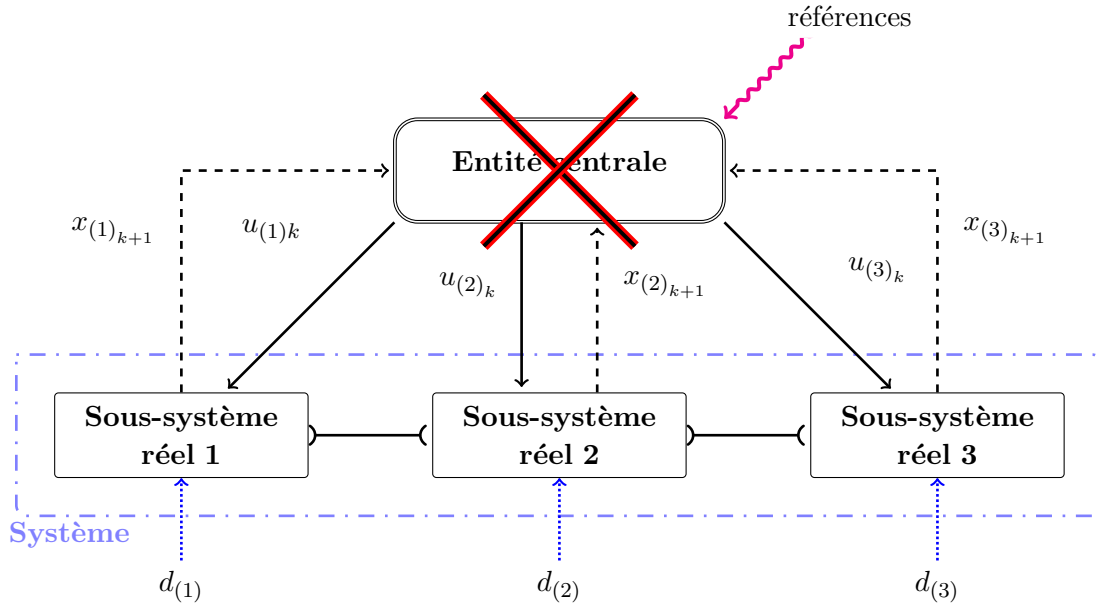 références
Entité centrale
x(1)k+1
u(1)k
u(2)k
x(2)k+1
u(3)k
x(3)k+1
Sous-système
réel 1
Sous-système
réel 2
Sous-système
réel 3
Système
d(1)
d(2)
d(3)